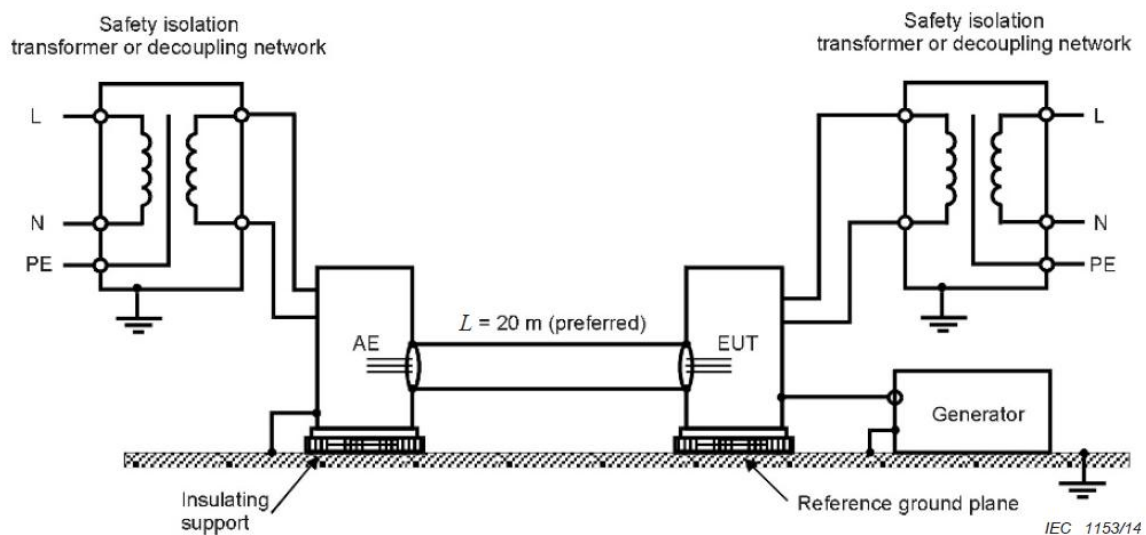 Safety isolation
transformer or decoupling network
Safety isolation
transformer or decoupling network
L
N
PE
L
N
PE
L = 20 m (preferred)
AE
EUT
Generator
Insulating
support
Reference ground plane
IEC 1153/14